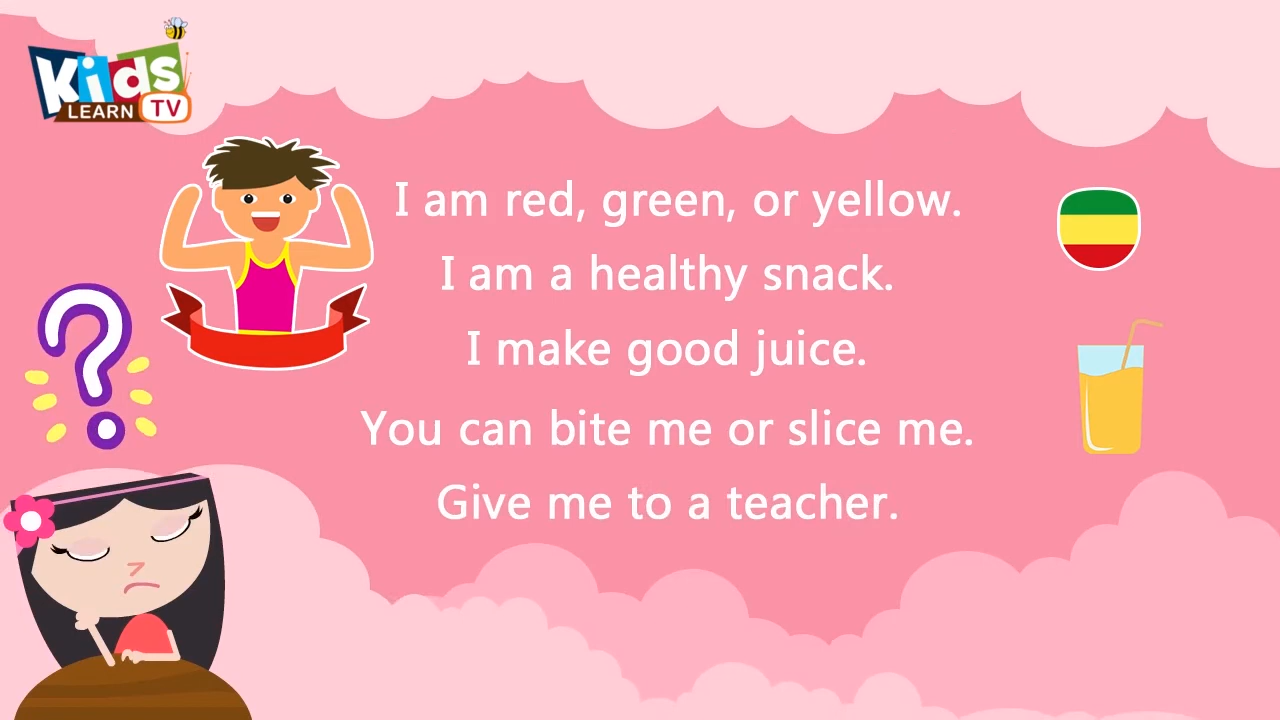 Kids
LEARN TV
I am red, green, or yellow.
I am a healthy snack.
I make good juice.
You can bite me or slice me.
Give me to a teacher.